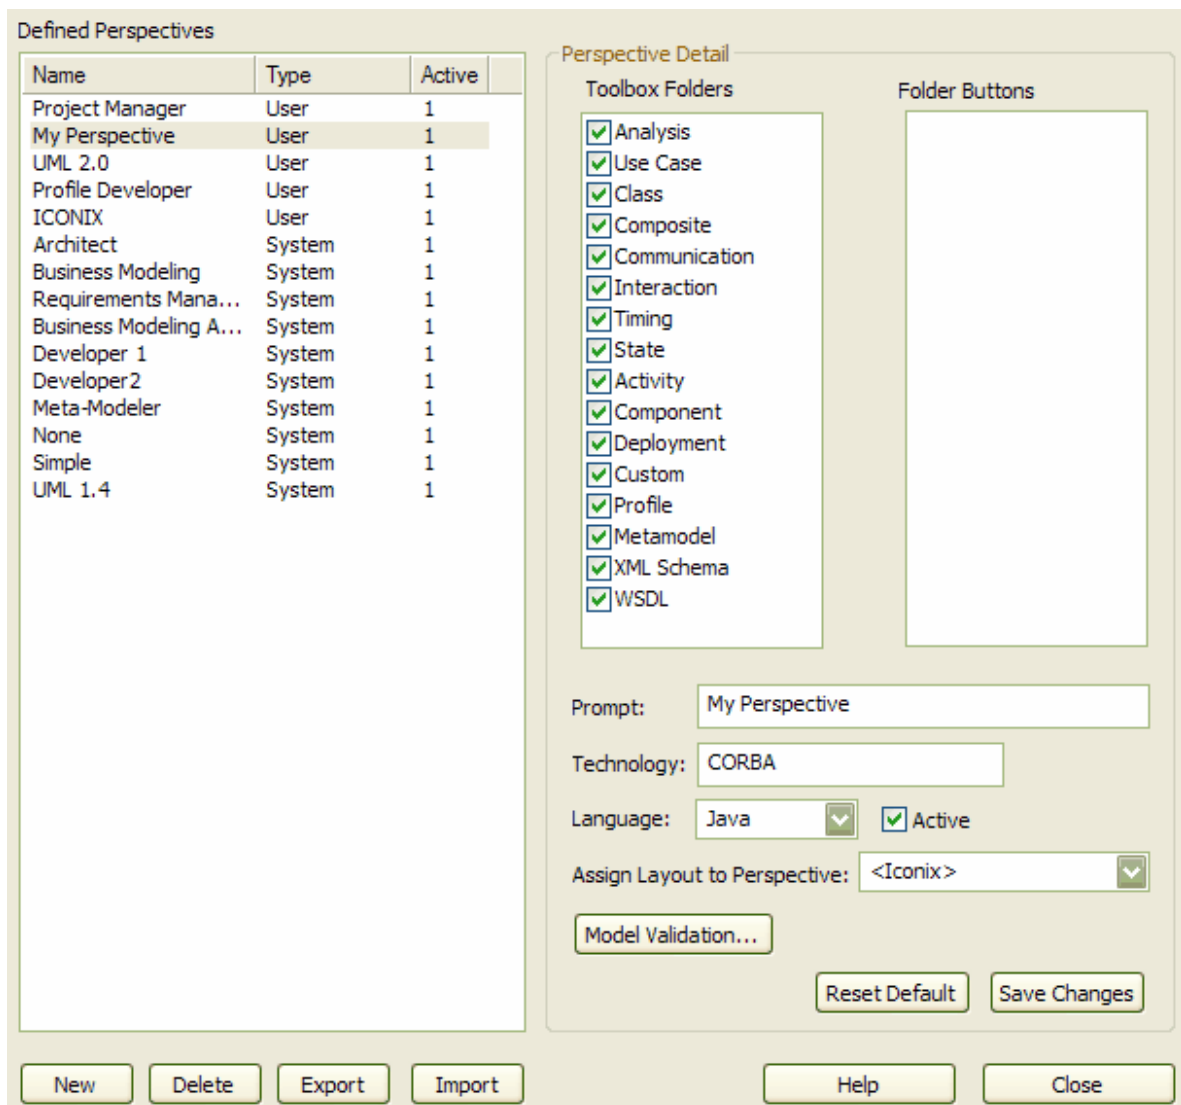 Defined Perspectives
Name Type Active
Project Manager User 1
My Perspective User 1
UML 2.0 User 1
Profile Developer User 1
ICONIX User 1
Architect System 1
Business Modeling System 1
Requirements Mana... System 1
Business Modeling A... System 1
Developer 1 System 1
Developer2 System 1
Meta-Modeler System 1
None System 1
Simple System 1
UML 1.4 System 1
Perspective Detail
Toolbox Folders
Analysis
Use Case
Class
Composite
Communication
Interaction
Timing
State
Activity
Component
Deployment
Custom
Profile
Metamodel
XML Schema
WSDL
Folder Buttons
Prompt: My Perspective
Technology: CORBA
Language: Java Active
Assign Layout to Perspective: <Iconix>
Model Validation...
Reset Default Save Changes
New Delete Export Import Help Close